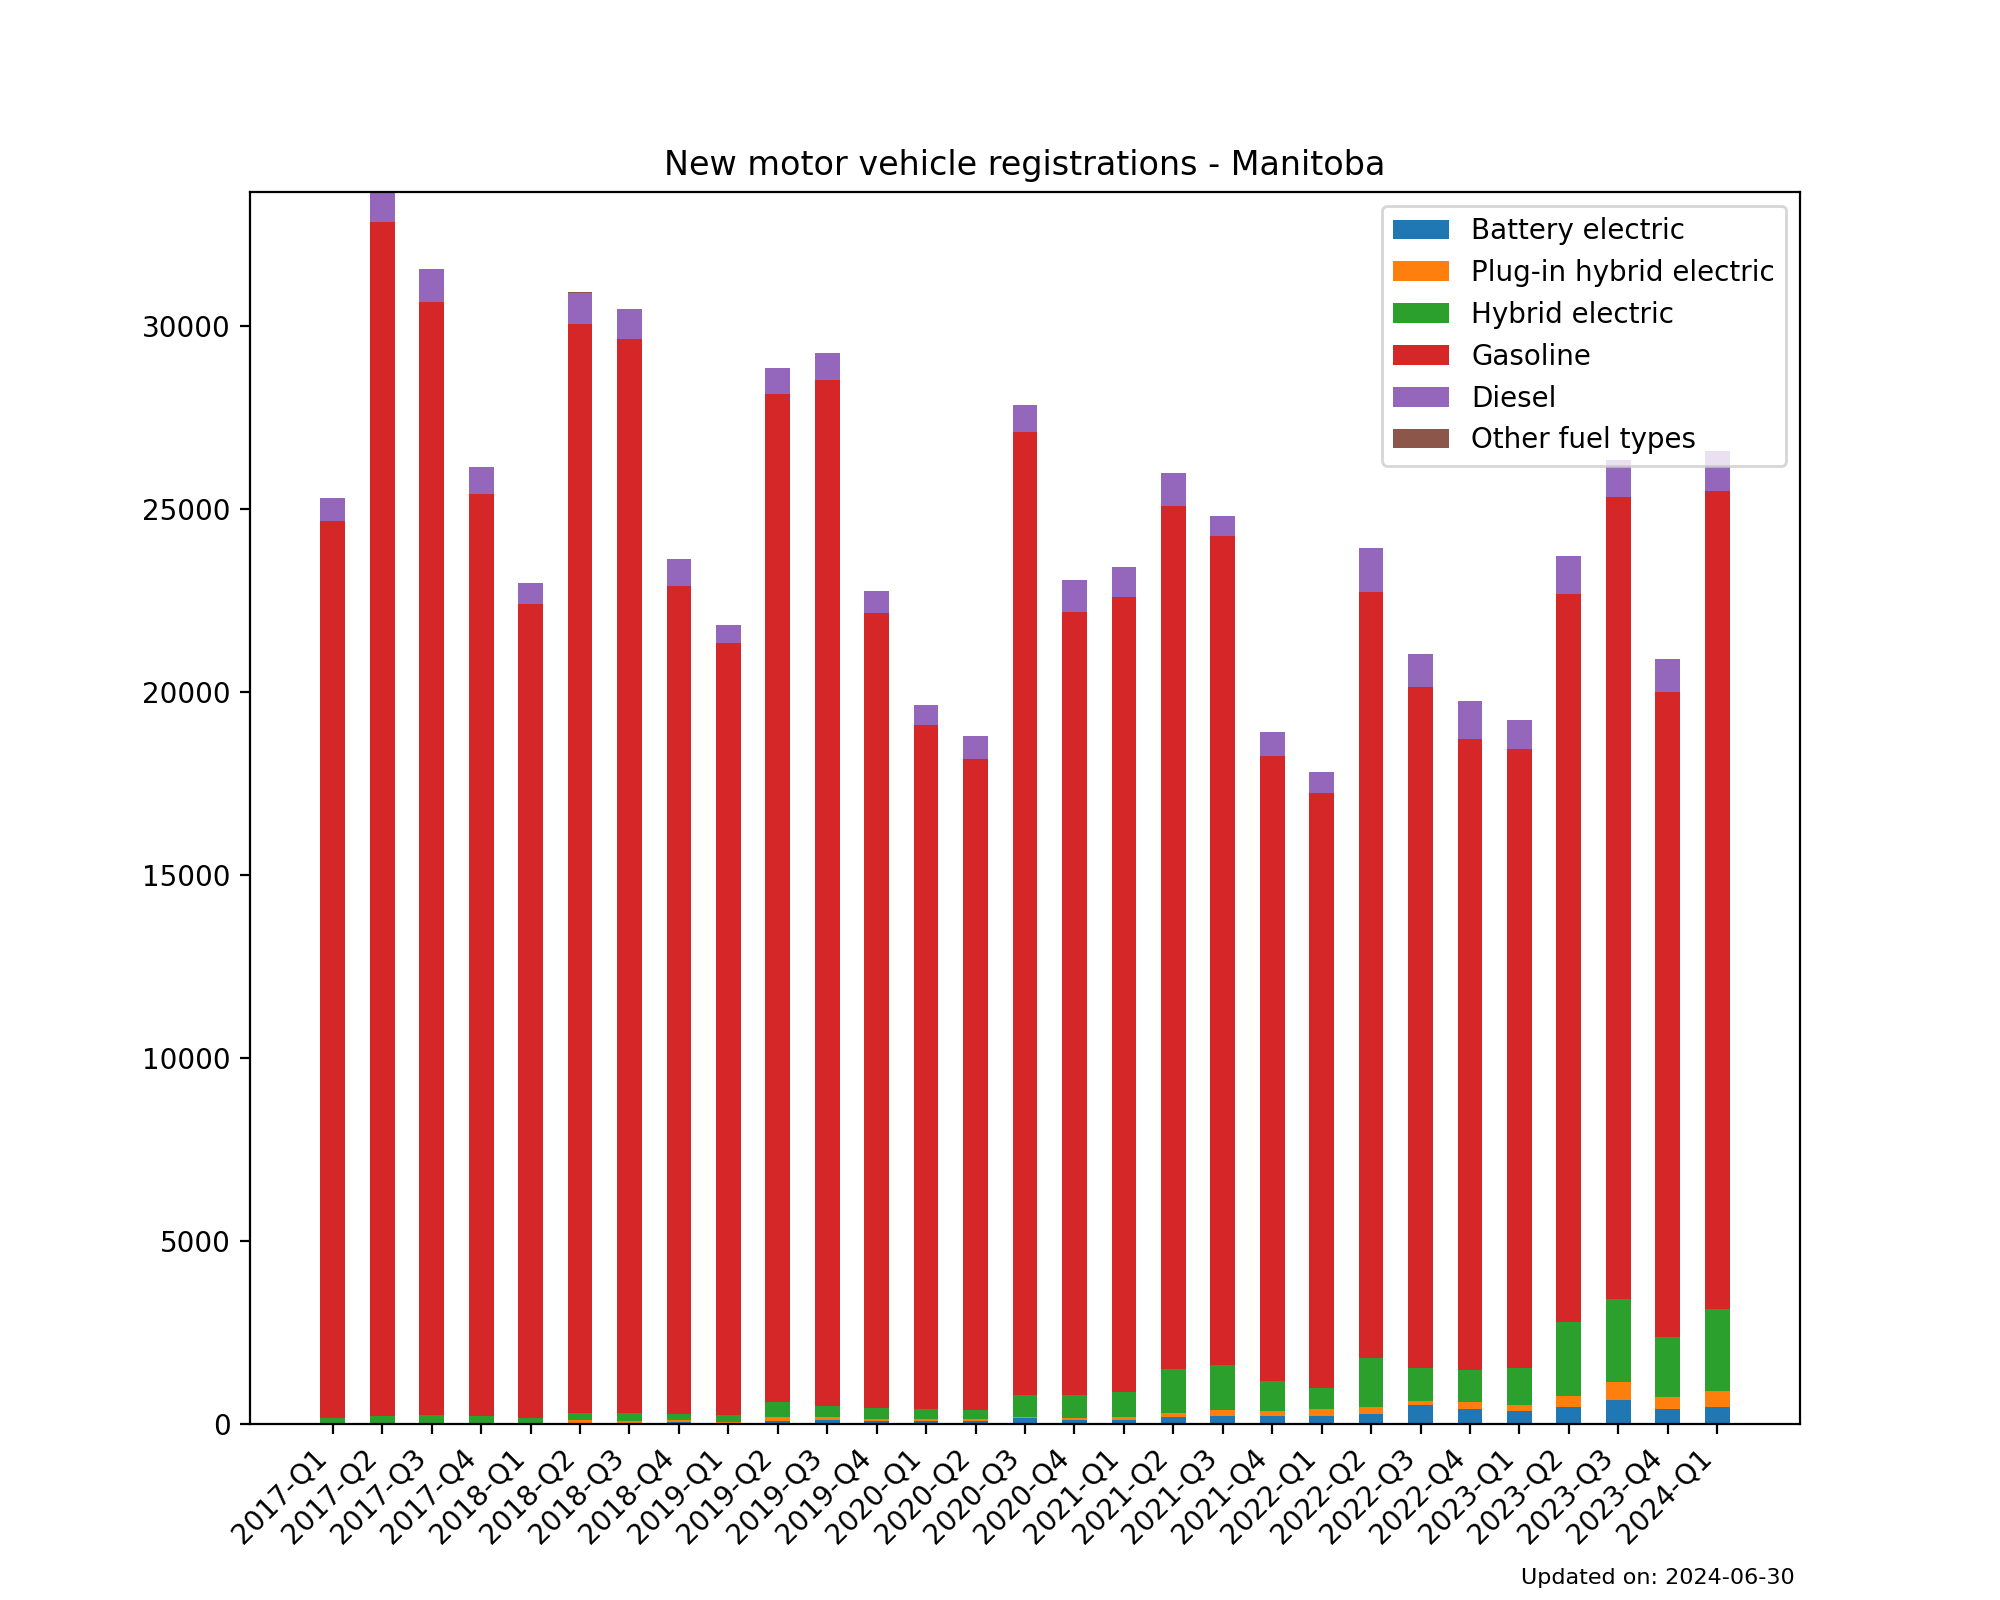 New motor vehicle registrations - Manitoba
Battery electric
Plug-in hybrid electric
Hybrid electric
Gasoline
Diesel
Other fuel types
30000
25000
20000
15000
10000
5000
0
2017-Q1
2017-Q2
2017-Q3
2017-Q4
2018-Q1
2018-Q2
2018-Q3
2018-Q4
2019-Q1
2019-Q2
2019-Q3
2019-Q4
2020-Q1
2020-Q2
2020-Q3
2020-Q4
2021-Q1
2021-Q2
2021-Q3
2021-Q4
2022-Q1
2022-Q2
2022-Q3
2022-Q4
2023-Q1
2023-Q2
2023-Q3
2023-Q4
2024-Q1
Updated on: 2024-06-30